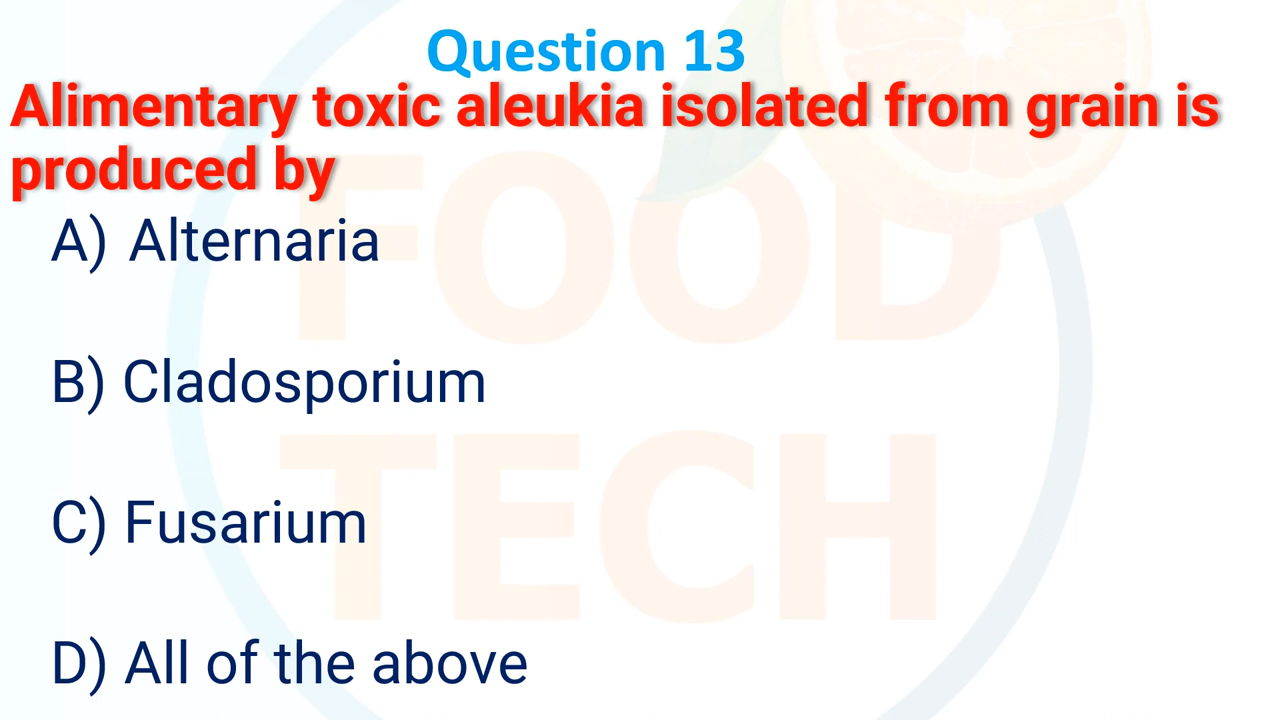 Question 13
Alimentary toxic aleukia isolated from grain is
produced by
A) Alternaria
B) Cladosporium
C) Fusarium
D) All of the above
FOOD
TECH